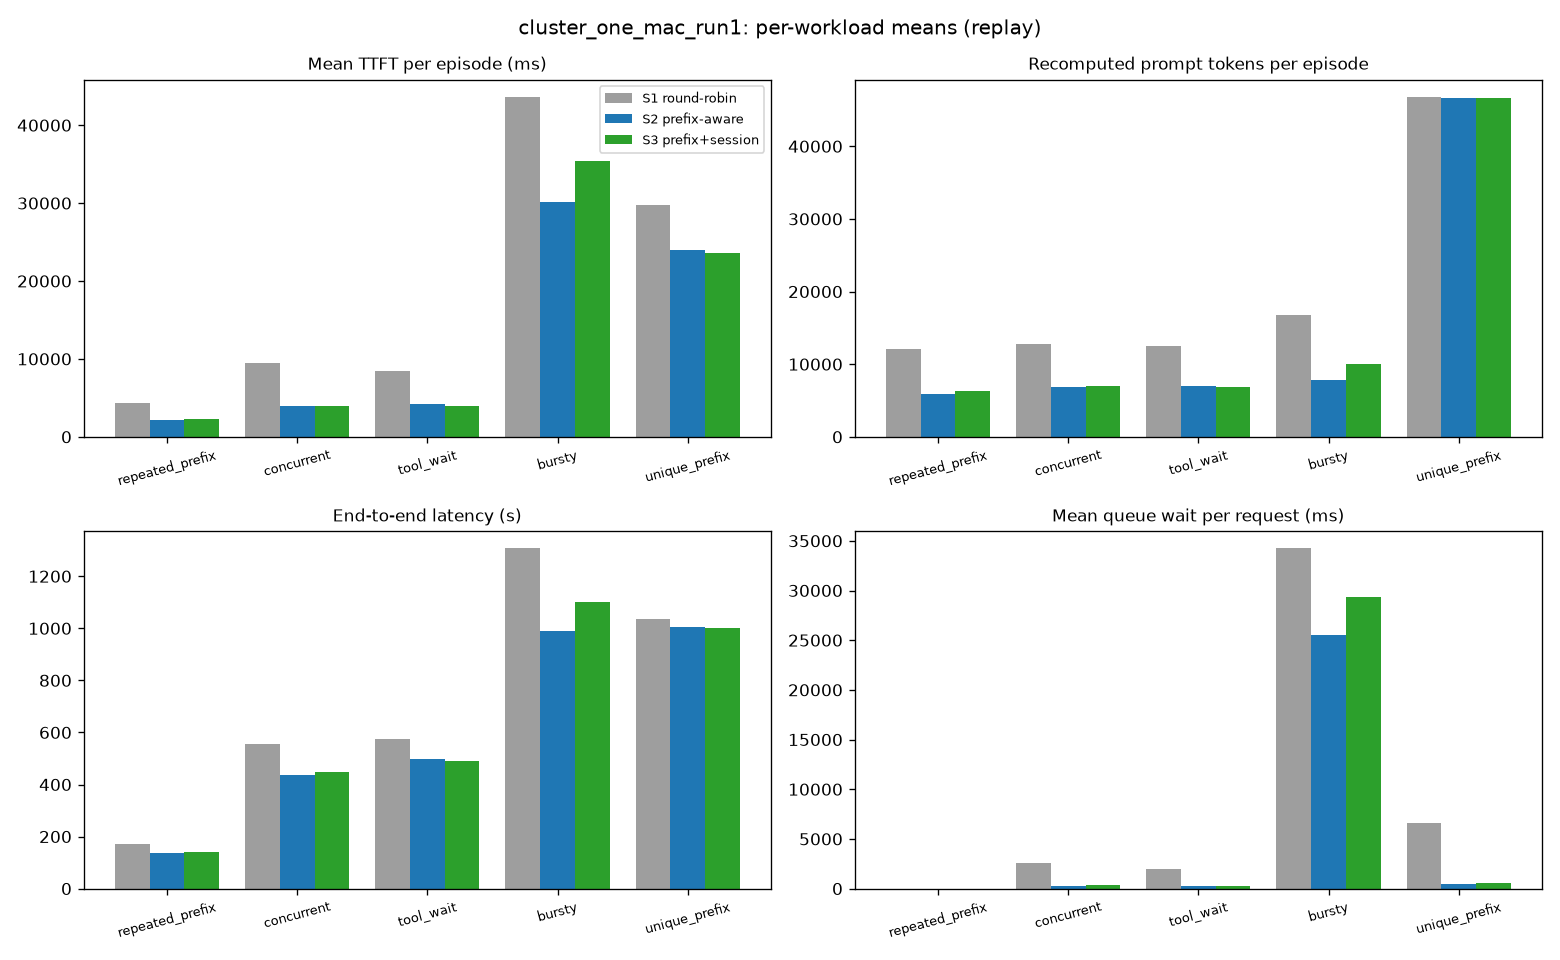 cluster_one_mac_run1: per-workload means (replay)
Mean TTFT per episode (ms)
40000
30000
20000
10000
0
repeated_prefix
concurrent
tool_wait
bursty
unique_prefix
S1 round-robin
S2 prefix-aware
S3 prefix+session
Recomputed prompt tokens per episode
40000
30000
20000
10000
0
repeated_prefix
concurrent
tool_wait
bursty
unique_prefix
End-to-end latency (s)
1200
1000
800
600
400
200
0
repeated_prefix
concurrent
tool_wait
bursty
unique_prefix
Mean queue wait per request (ms)
35000
30000
25000
20000
15000
10000
5000
0
repeated_prefix
concurrent
tool_wait
bursty
unique_prefix